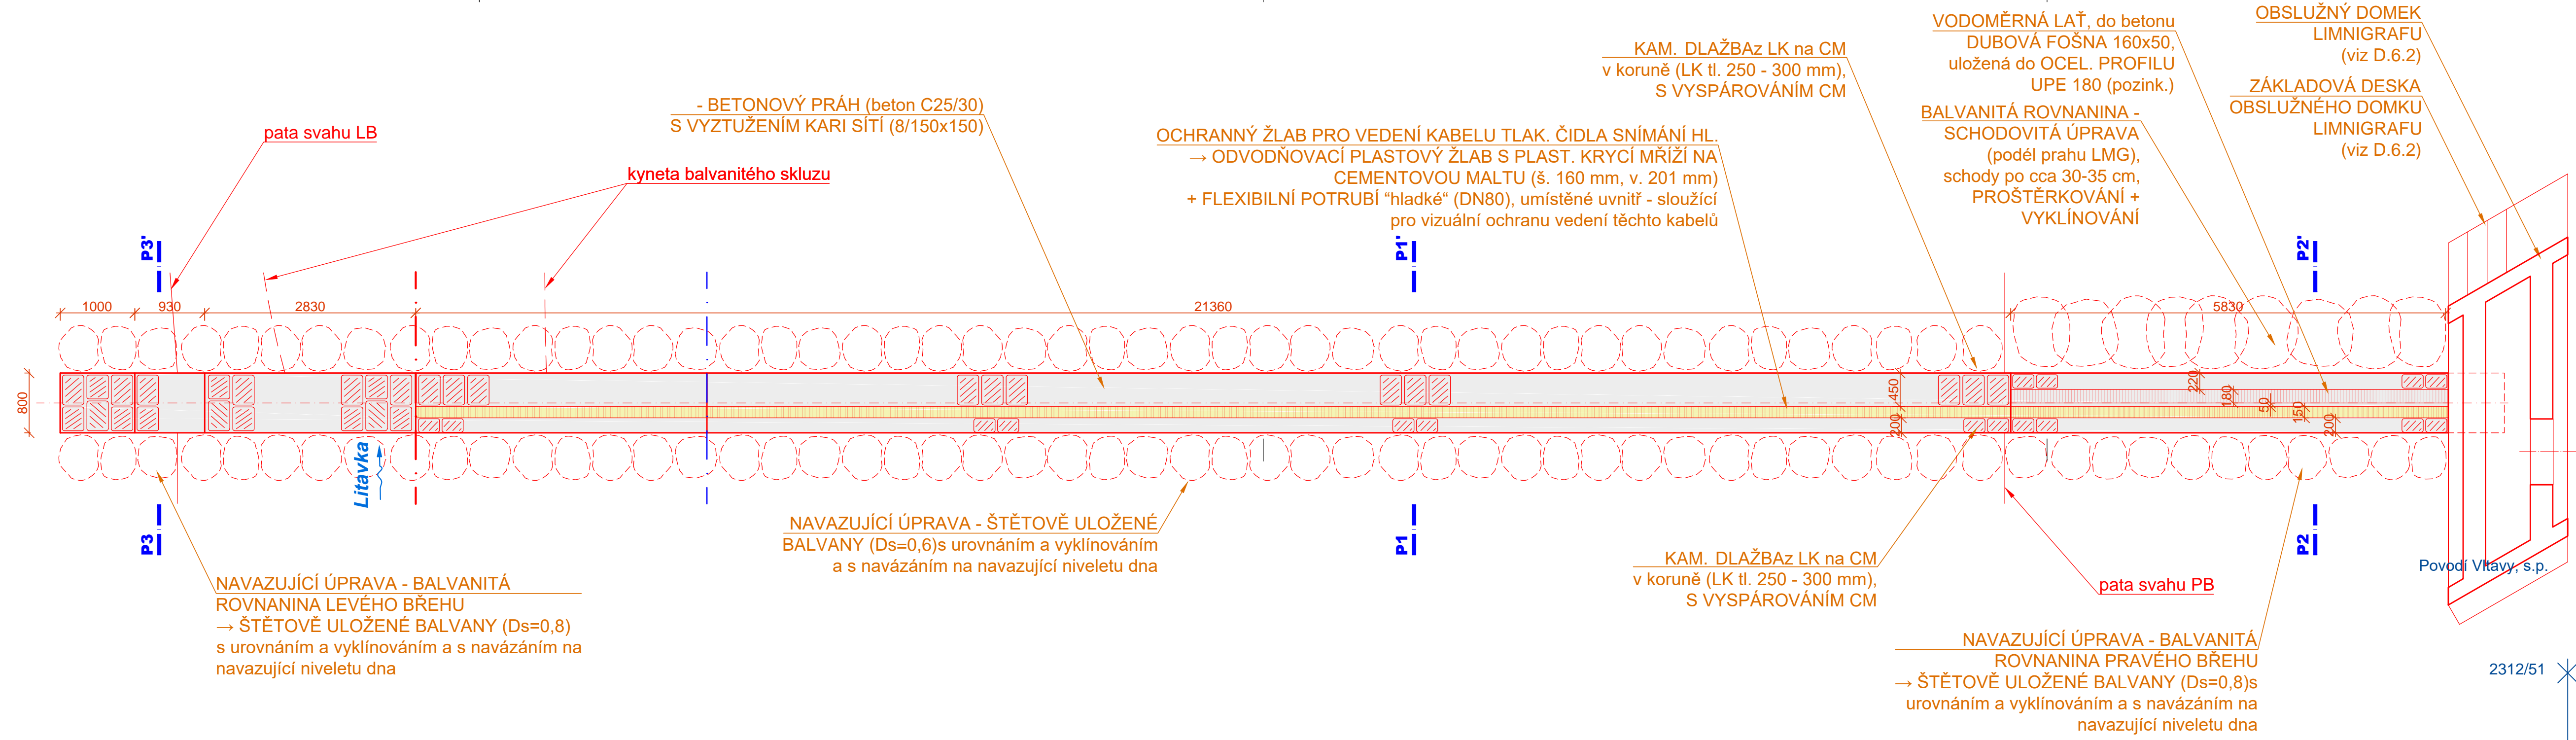 OBSLUŽNÝ DOMEK
LIMNIGRAFU
(viz D.6.2)
VODOMĚRNÁ LAŤ, do betonu
DUBOVÁ FOŠNA 160x50,
uložená do OCEL. PROFILU
UPE 180 (pozink.)
KAM. DLAŽBAz LK na CM
v koruně (LK tl. 250 - 300 mm),
S VYSPÁROVÁNÍM CM
ZÁKLADOVÁ DESKA
OBSLUŽNÉHO DOMKU
LIMNIGRAFU
(viz D.6.2)
- BETONOVÝ PRÁH (beton C25/30)
S VYZTUŽENÍM KARI SÍTÍ (8/150x150)
BALVANITÁ ROVNANINA -
SCHODOVITÁ ÚPRAVA
(podél prahu LMG),
schody po cca 30-35 cm,
PROŠTĚRKOVÁNÍ +
VYKLÍNOVÁNÍ
pata svahu LB
OCHRANNÝ ŽLAB PRO VEDENÍ KABELU TLAK. ČIDLA SNÍMÁNÍ HL.
→ ODVODŇOVACÍ PLASTOVÝ ŽLAB S PLAST. KRYCÍ MŘÍŽÍ NA
CEMENTOVOU MALTU (š. 160 mm, v. 201 mm)
+ FLEXIBILNÍ POTRUBÍ “hladké“ (DN80), umístěné uvnitř - sloužící
pro vizuální ochranu vedení těchto kabelů
kyneta balvanitého skluzu
P3'
P1'
P2'
1000
930
2830
21360
5830
800
450
200
220
180
50
150
200
Litavka
P3
P1
P2
NAVAZUJÍCÍ ÚPRAVA - ŠTĚTOVĚ ULOŽENÉ
BALVANY (Ds=0,6)s urovnáním a vyklínováním
a s navázáním na navazující niveletu dna
KAM. DLAŽBAz LK na CM
v koruně (LK tl. 250 - 300 mm),
S VYSPÁROVÁNÍM CM
Povodí Vltavy, s.p.
pata svahu PB
NAVAZUJÍCÍ ÚPRAVA - BALVANITÁ
ROVNANINA LEVÉHO BŘEHU
→ ŠTĚTOVĚ ULOŽENÉ BALVANY (Ds=0,8)
s urovnáním a vyklínováním a s navázáním na
navazující niveletu dna
NAVAZUJÍCÍ ÚPRAVA - BALVANITÁ
ROVNANINA PRAVÉHO BŘEHU
→ ŠTĚTOVĚ ULOŽENÉ BALVANY (Ds=0,8)s
urovnáním a vyklínováním a s navázáním na
navazující niveletu dna
2312/51